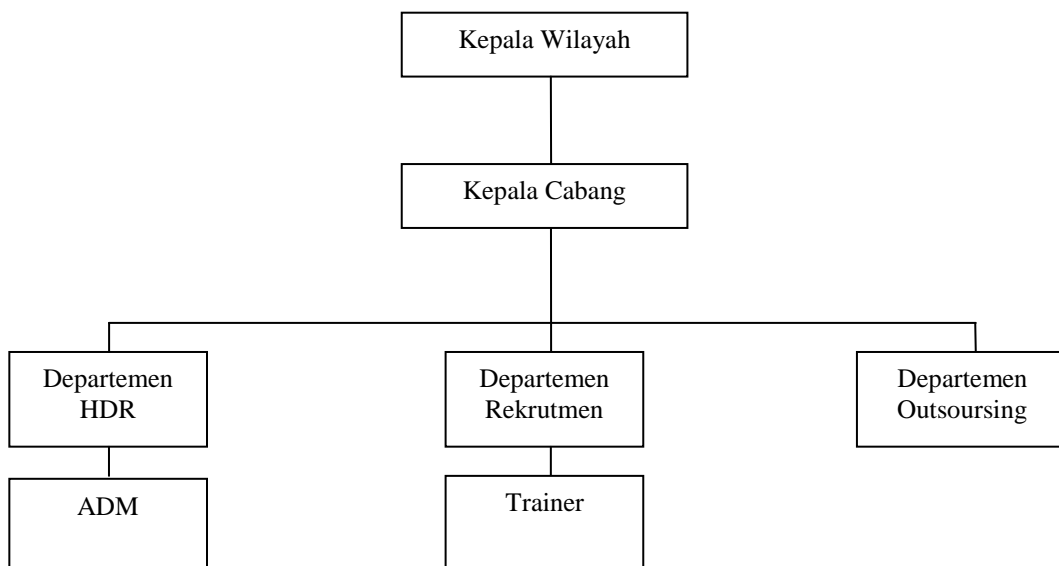 Kepala Wilayah
Kepala Cabang
Departemen
HDR
Departemen
Rekrutmen
Departemen
Outsoursing
ADM
Trainer